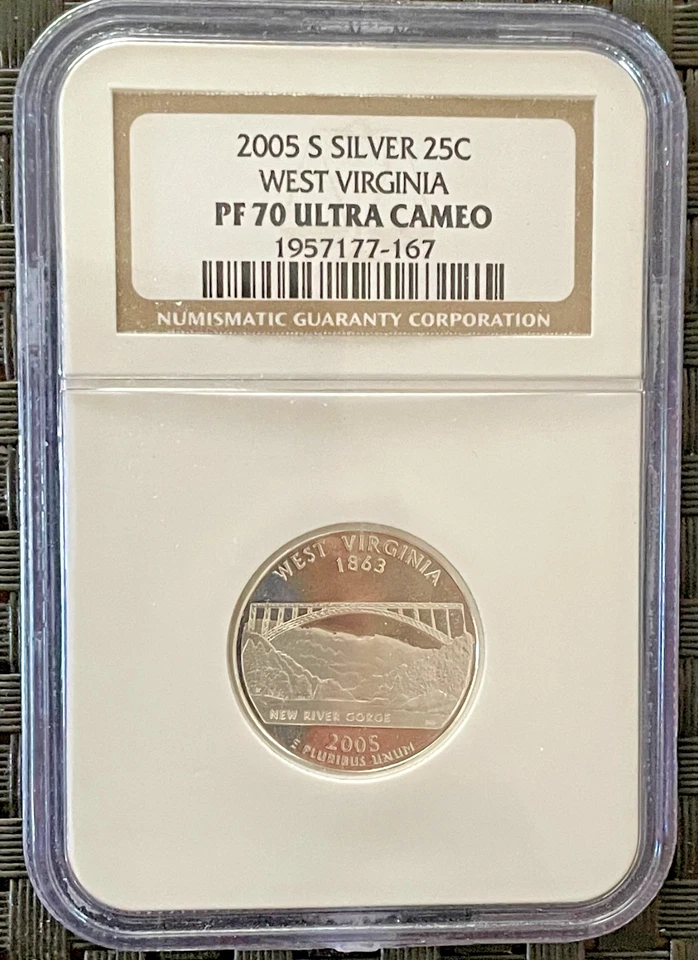 2005 S SILVER 25C
WEST VIRGINIA
PF 70 ULTRA CAMEO
1957177-167
NUMISMATIC GUARANTY CORPORATION
WEST VIRGINIA
1863
NEW RIVER GORGE
2005
E PLURIBUS UNUM